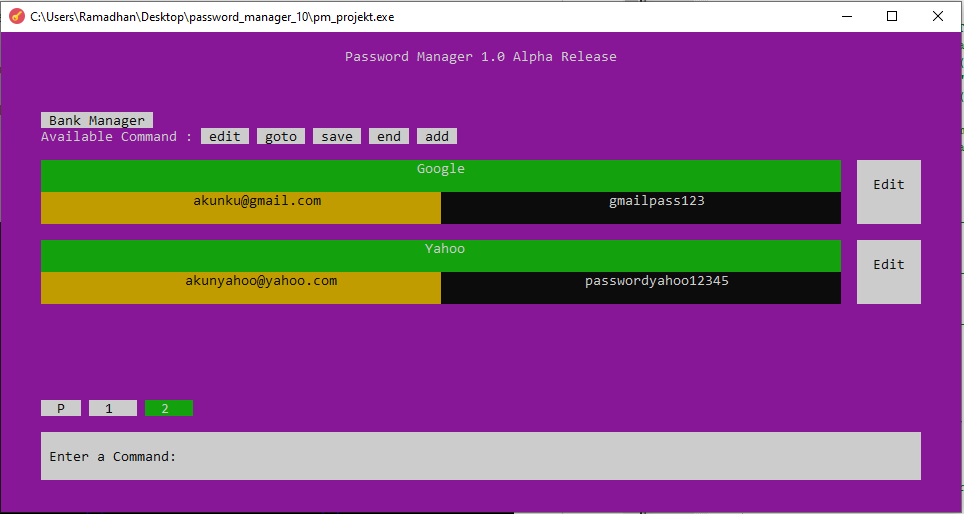 C:\Users\Ramadhan\Desktop\password_manager_10\pm_projekt.exe
Password Manager 1.0 Alpha Release
Bank Manager
Available Command : edit goto save end add
Google
akunku@gmail.com gmailpass123 Edit
Yahoo
akunyahoo@yahoo.com passwordyahoo12345 Edit
P 1 2
Enter a Command: